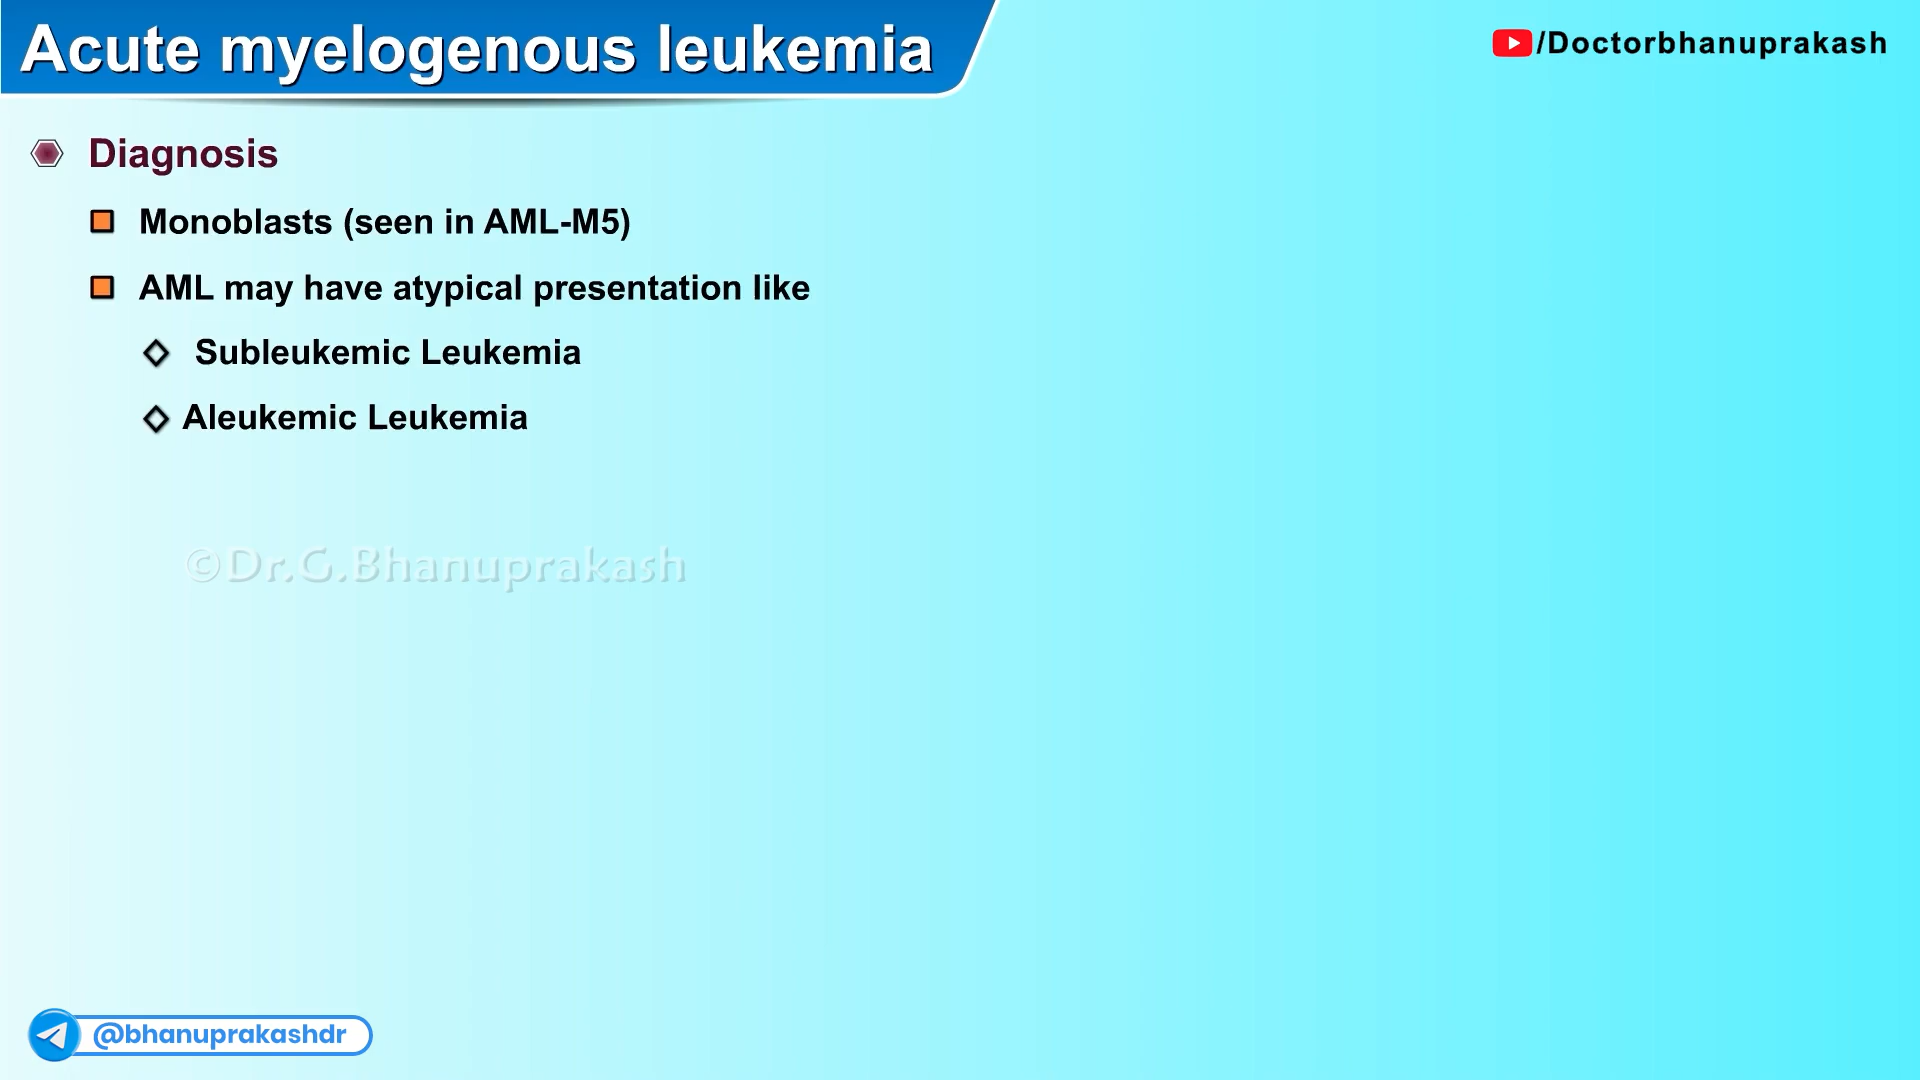 Acute myelogenous leukemia
/Doctorbhanuprakash
Diagnosis
Monoblasts (seen in AML-M5)
AML may have atypical presentation like
Subleukemic Leukemia
Aleukemic Leukemia
©Dr.G.Bhanuprakash
@bhanuprakashdr